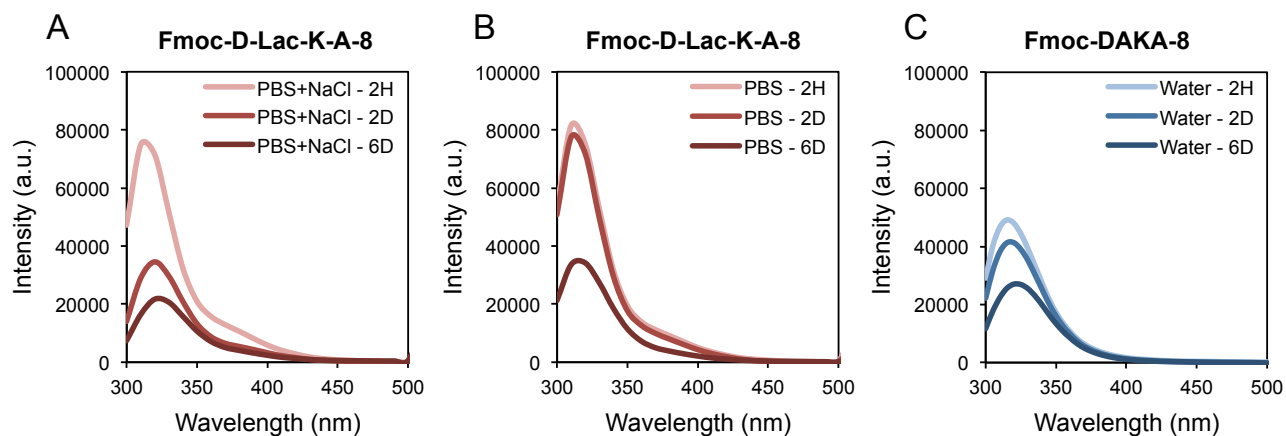 A
Fmoc-D-Lac-K-A-8
100000
80000
60000
40000
20000
0
Intensity (a.u.)
PBS+NaCl - 2H
PBS+NaCl - 2D
PBS+NaCl - 6D
300 350 400 450 500
Wavelength (nm)
B
Fmoc-D-Lac-K-A-8
100000
80000
60000
40000
20000
0
Intensity (a.u.)
PBS - 2H
PBS - 2D
PBS - 6D
300 350 400 450 500
Wavelength (nm)
C
Fmoc-DAKA-8
100000
80000
60000
40000
20000
0
Intensity (a.u.)
Water - 2H
Water - 2D
Water - 6D
300 350 400 450 500
Wavelength (nm)